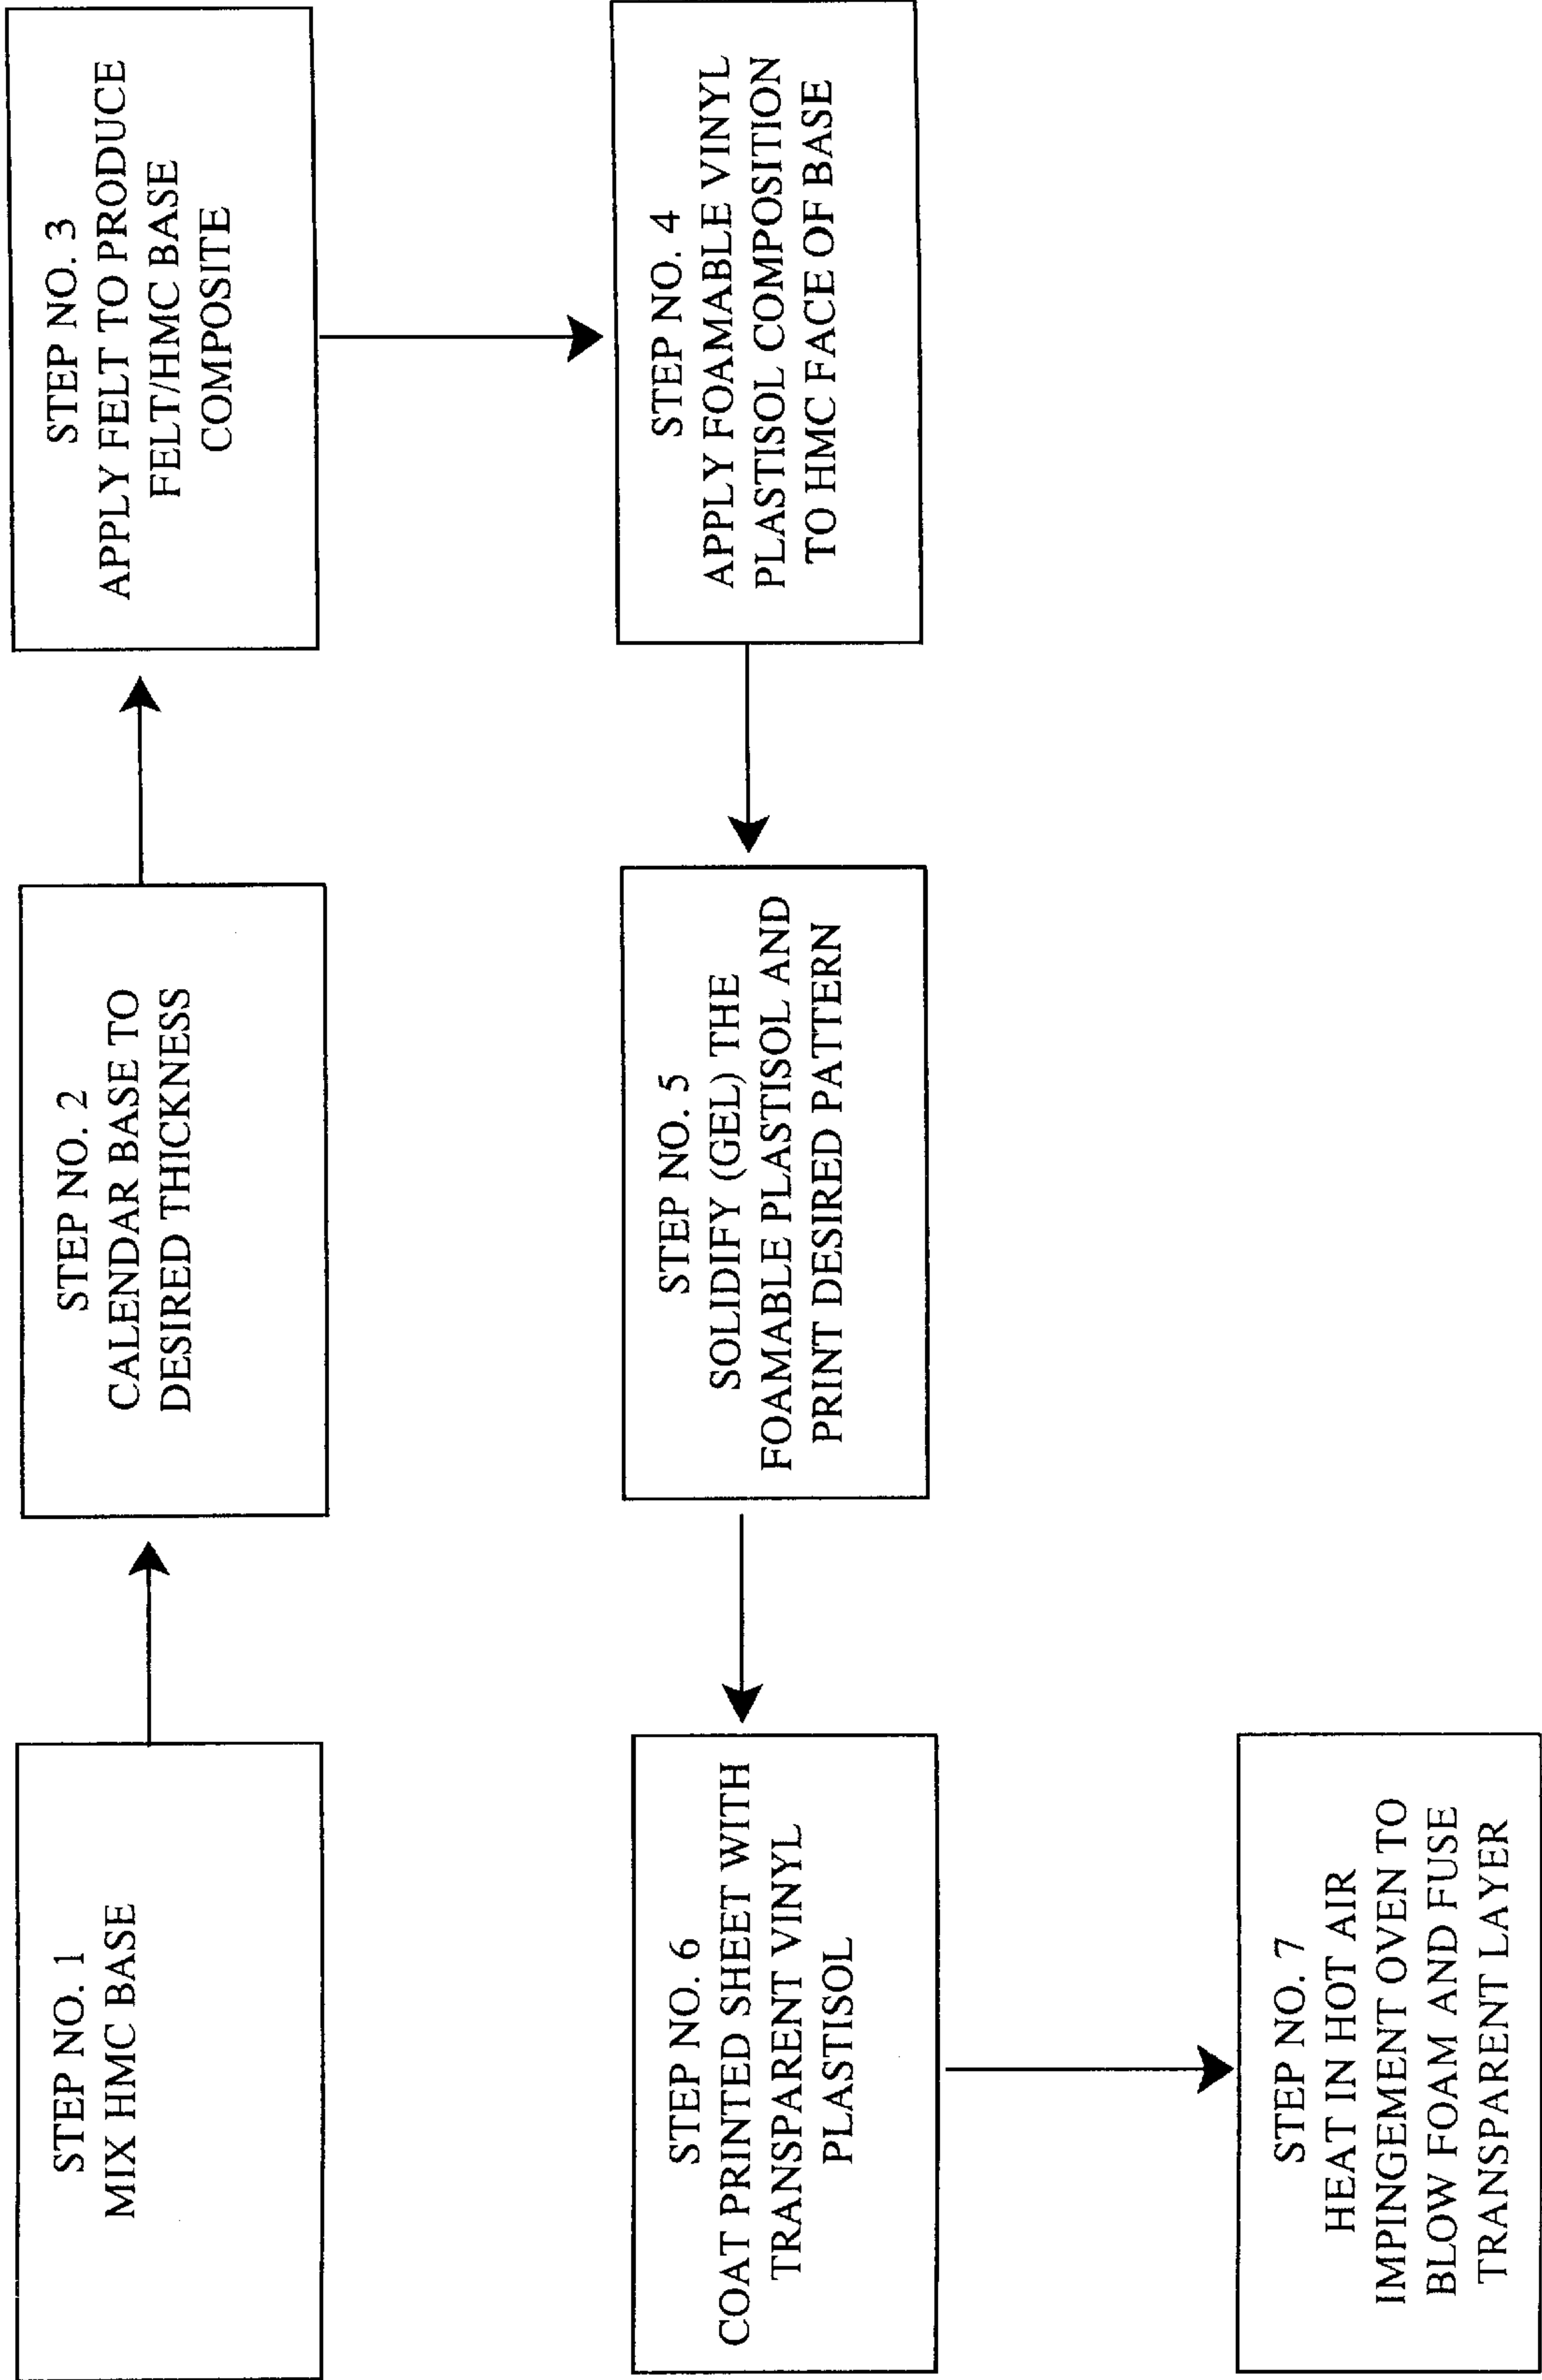 STEP NO. 1
MIX HMC BASE
STEP NO. 2
CALENDAR BASE TO
DESIRED THICKNESS
STEP NO. 3
APPLY FELT TO PRODUCE
FELT/HMC BASE
COMPOSITE
STEP NO. 4
APPLY FOAMABLE VINYL
PLASTISOL COMPOSITION
TO HMC FACE OF BASE
STEP NO. 5
SOLIDIFY (GEL) THE
FOAMABLE PLASTISOL AND
PRINT DESIRED PATTERN
STEP NO. 6
COAT PRINTED SHEET WITH
TRANSPARENT VINYL
PLASTISOL
STEP NO. 7
HEAT IN HOT AIR
IMPINGEMENT OVEN TO
BLOW FOAM AND FUSE
TRANSPARENT LAYER